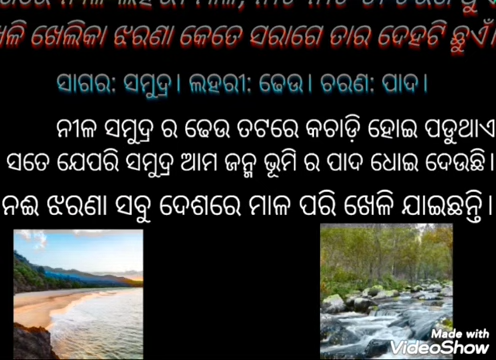 ଖେଳିକା ଝରଣା କେତେ ସରାଗେ ତାର ଦେହଟି ଛୁଏଁ।
ସାଗର: ସମୁଦ୍ର। ଲହରୀ: ଢେଉ। ଚରଣ: ପାଦ।
ନୀଳ ସମୁଦ୍ର ର ଢେଉ ତଟରେ କଚାଡ଼ି ହୋଇ ପଡୁଥାଏ
ସତେ ଯେପରି ସମୁଦ୍ର ଆମ ଜନ୍ମ ଭୂମି ର ପାଦ ଧୋଇ ଦେଉଛି।
ନଈ ଝରଣା ସବୁ ଦେଶରେ ମାଳ ପରି ଖେଳି ଯାଇଛନ୍ତି।
Made with
VideoShow